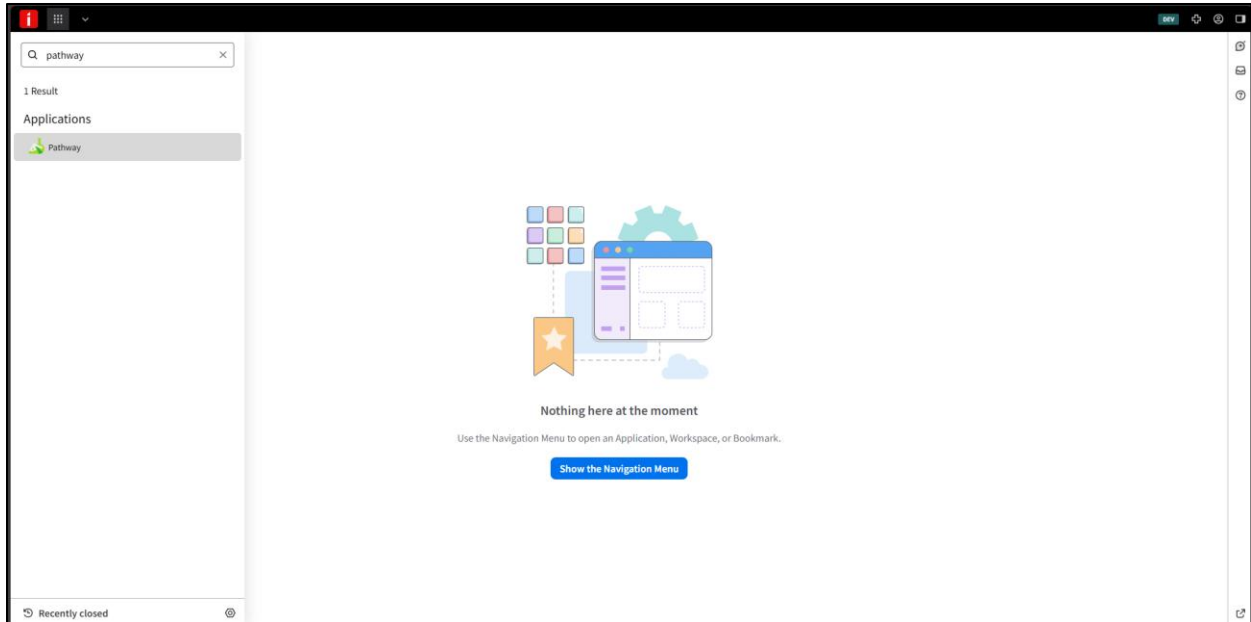 DEV
pathway
1 Result
Applications
Pathway
Nothing here at the moment
Use the Navigation Menu to open an Application, Workspace, or Bookmark.
Show the Navigation Menu
Recently closed